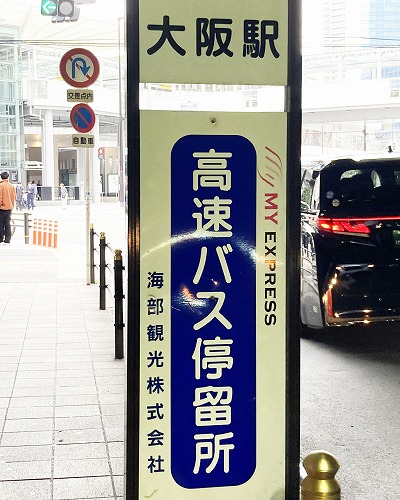 大阪駅
高速バス停留所
MY EXPRESS
海部観光株式会社
交差点内
自動車